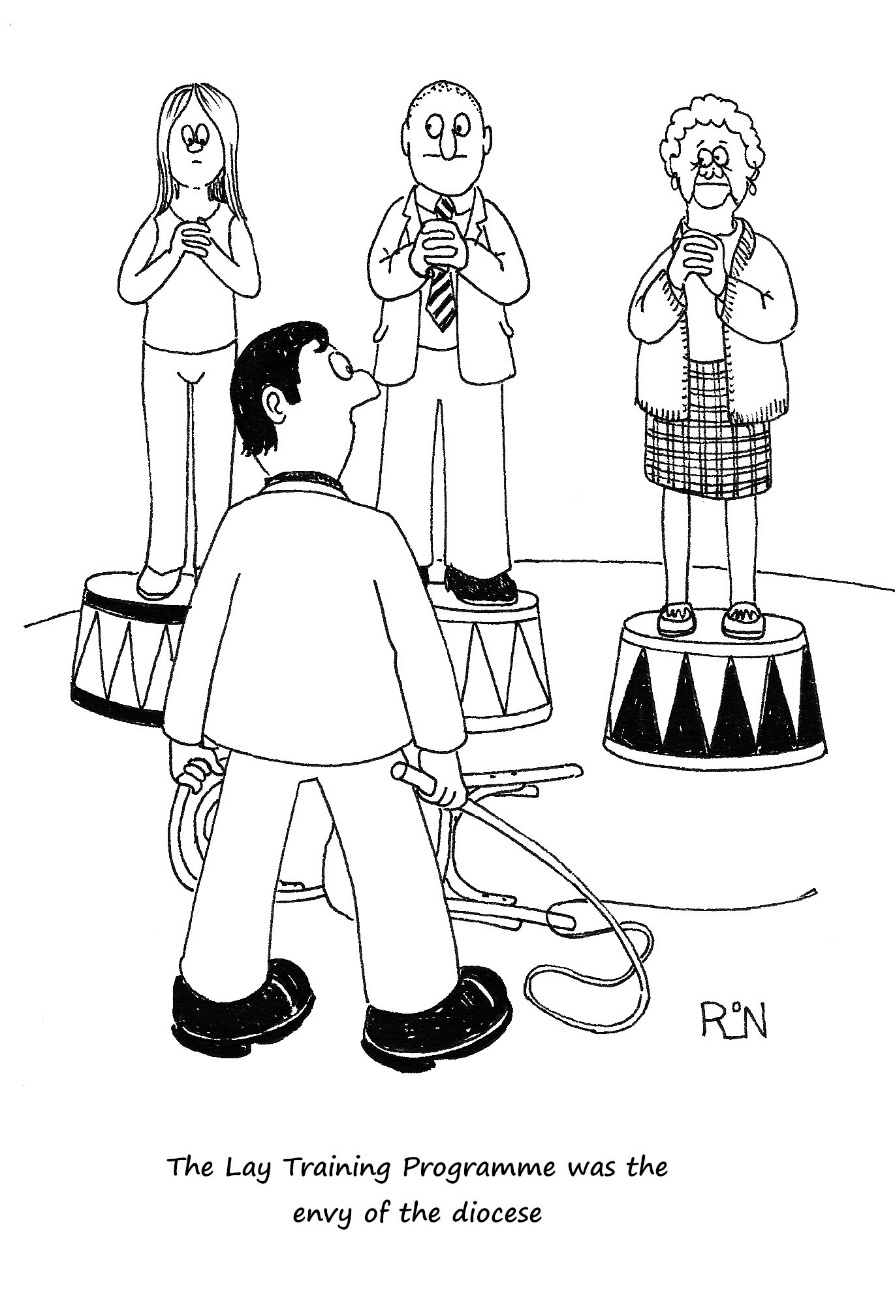 RON
The Lay Training Programme was the
envy of the diocese